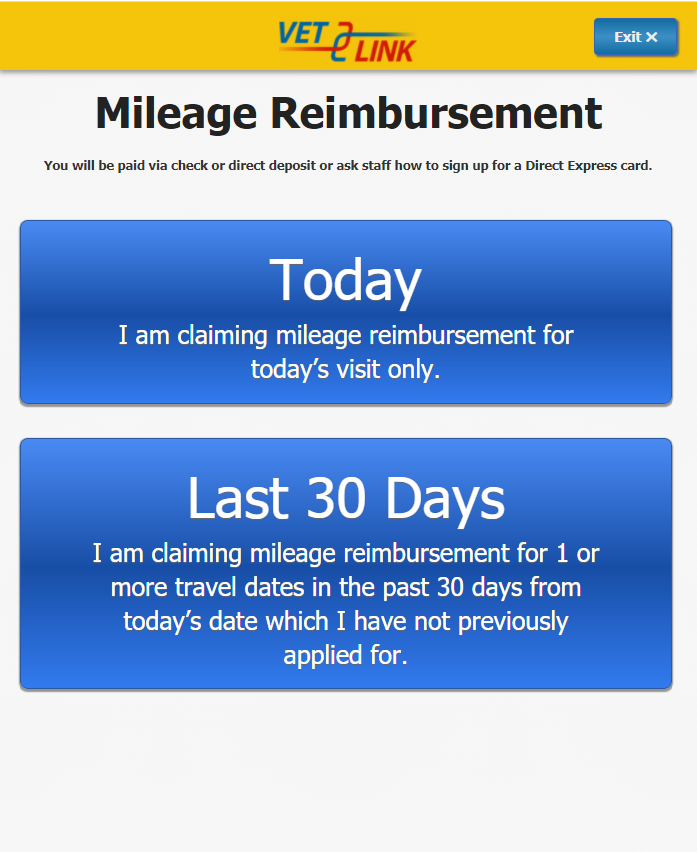 VET LINK
Exit ✕
Mileage Reimbursement
You will be paid via check or direct deposit or ask staff how to sign up for a Direct Express card.
Today
I am claiming mileage reimbursement for
today’s visit only.
Last 30 Days
I am claiming mileage reimbursement for 1 or
more travel dates in the past 30 days from
today’s date which I have not previously
applied for.